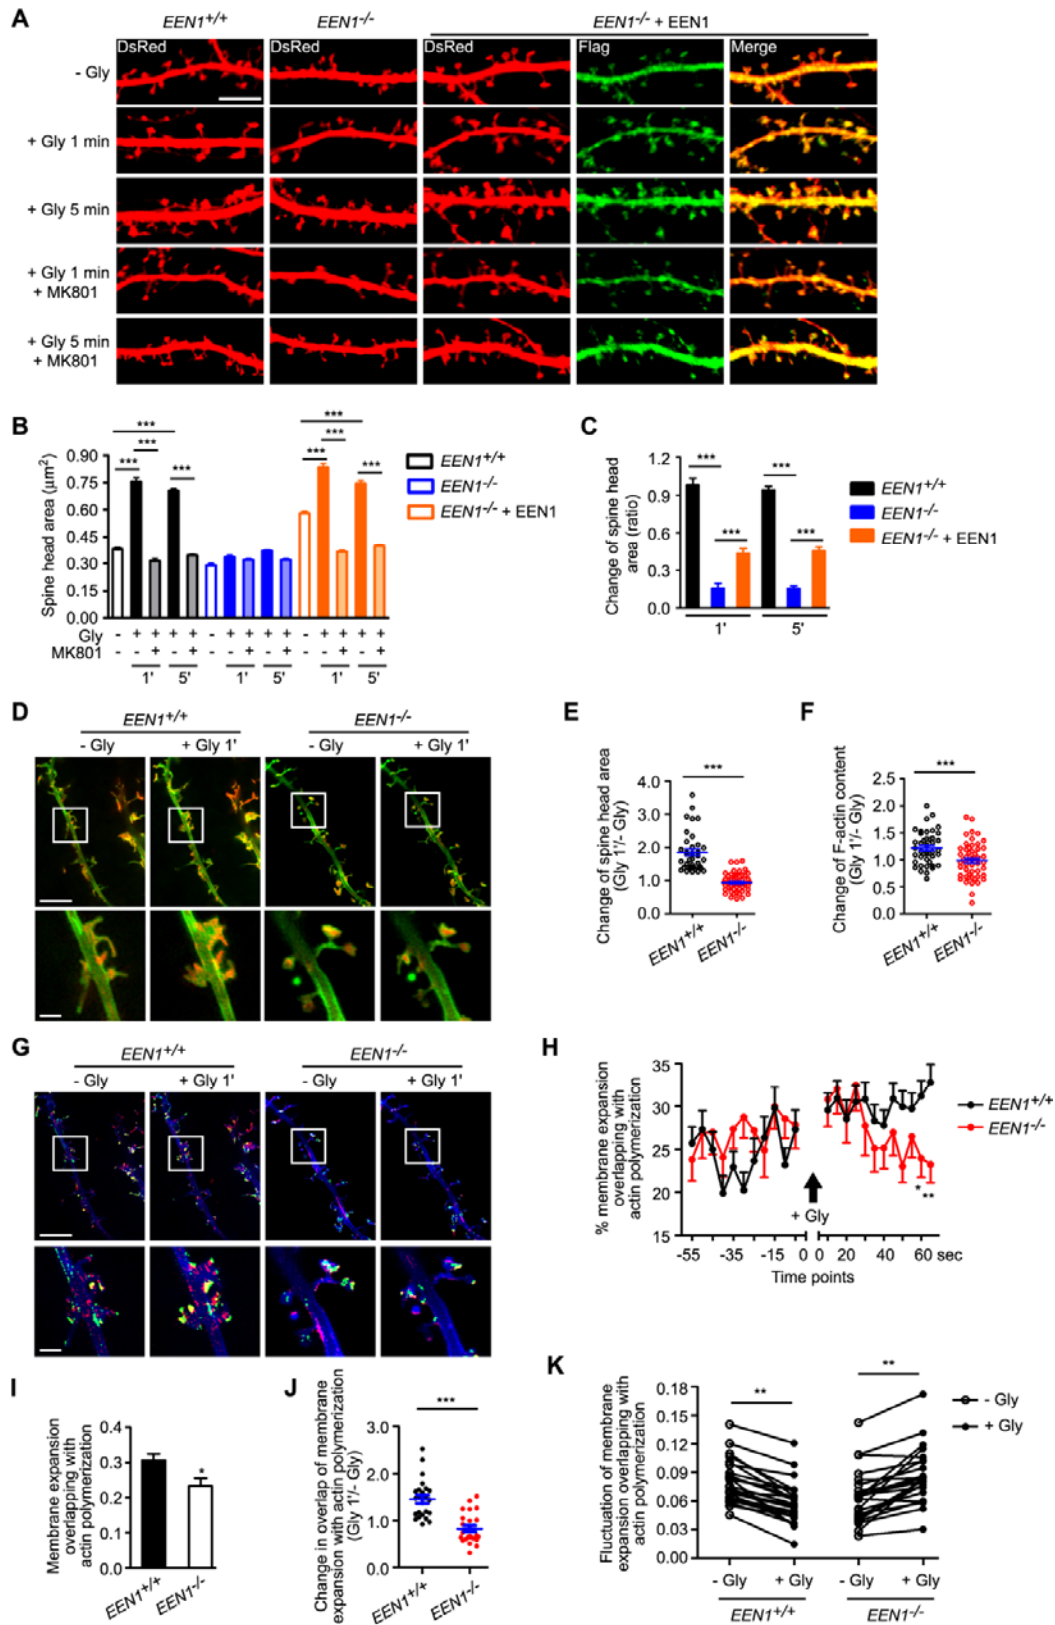 A
EEN1+/+
EEN1-/-
EEN1-/- + EEN1
DsRed
DsRed
DsRed
Flag
Merge
- Gly
+ Gly 1 min
+ Gly 5 min
+ Gly 1 min
+ MK801
+ Gly 5 min
+ MK801
B
Spine head area (μm2)
0.90
0.75
0.60
0.45
0.30
0.15
0.00
***
***
***
***
***
***
***
***
EEN1+/+
EEN1-/-
EEN1-/- + EEN1
Gly
- + + + + - + + + + - + + + +
MK801
- - + - + - - + - + - - + - +
1' 5' 1' 5' 1' 5'
C
Change of spine head
area (ratio)
1.2
0.9
0.6
0.3
0.0
***
***
***
***
1' 5'
EEN1+/+
EEN1-/-
EEN1-/- + EEN1
D
EEN1+/+
EEN1-/-
- Gly
+ Gly 1'
- Gly
+ Gly 1'
E
Change of spine head area
(Gly 1'/- Gly)
4.0
3.0
2.0
1.0
0.0
***
EEN1+/+
EEN1-/-
F
Change of F-actin content
(Gly 1'/- Gly)
2.5
2.0
1.5
1.0
0.5
0.0
***
EEN1+/+
EEN1-/-
G
EEN1+/+
EEN1-/-
- Gly
+ Gly 1'
- Gly
+ Gly 1'
H
% membrane expansion
overlapping with
actin polymerization
35
30
25
20
15
+ Gly
*
**
-55 -35 -15 0 0 20 40 60 sec
Time points
EEN1+/+
EEN1-/-
I
Membrane expansion
overlapping with
actin polymerization
0.4
0.3
0.2
0.1
0.0
*
EEN1+/+
EEN1-/-
J
Change in overlap of membrane
expansion with actin polymerization
(Gly 1'/- Gly)
3.0
2.0
1.0
0.0
***
EEN1+/+
EEN1-/-
K
Fluctuation of membrane
expansion overlapping with
actin polymerization
0.18
0.15
0.12
0.09
0.06
0.03
0.00
**
**
- Gly
+ Gly
- Gly + Gly - Gly + Gly
EEN1+/+
EEN1-/-